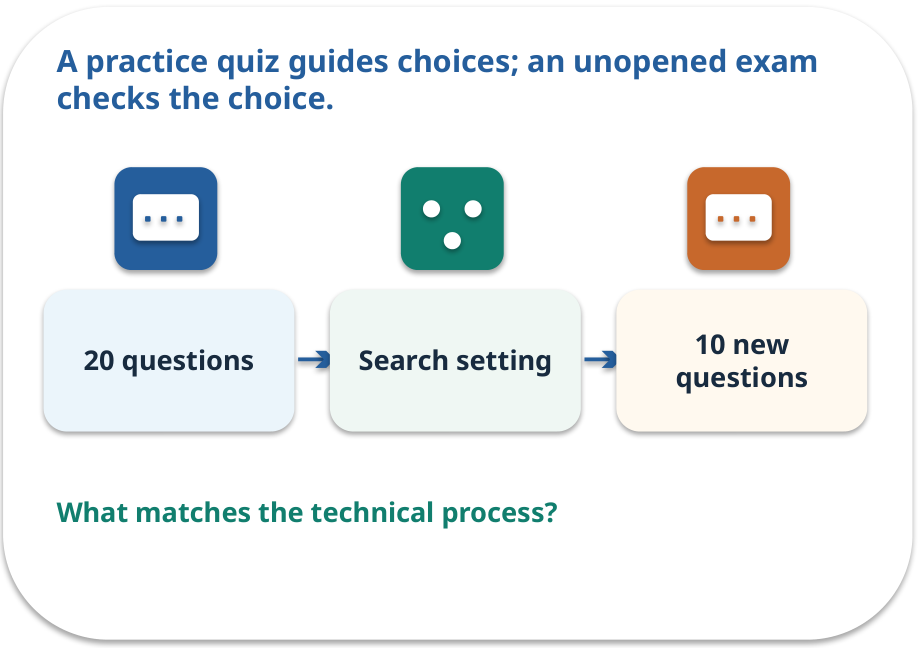 A practice quiz guides choices; an unopened exam
checks the choice.
20 questions
Search setting
10 new
questions
What matches the technical process?